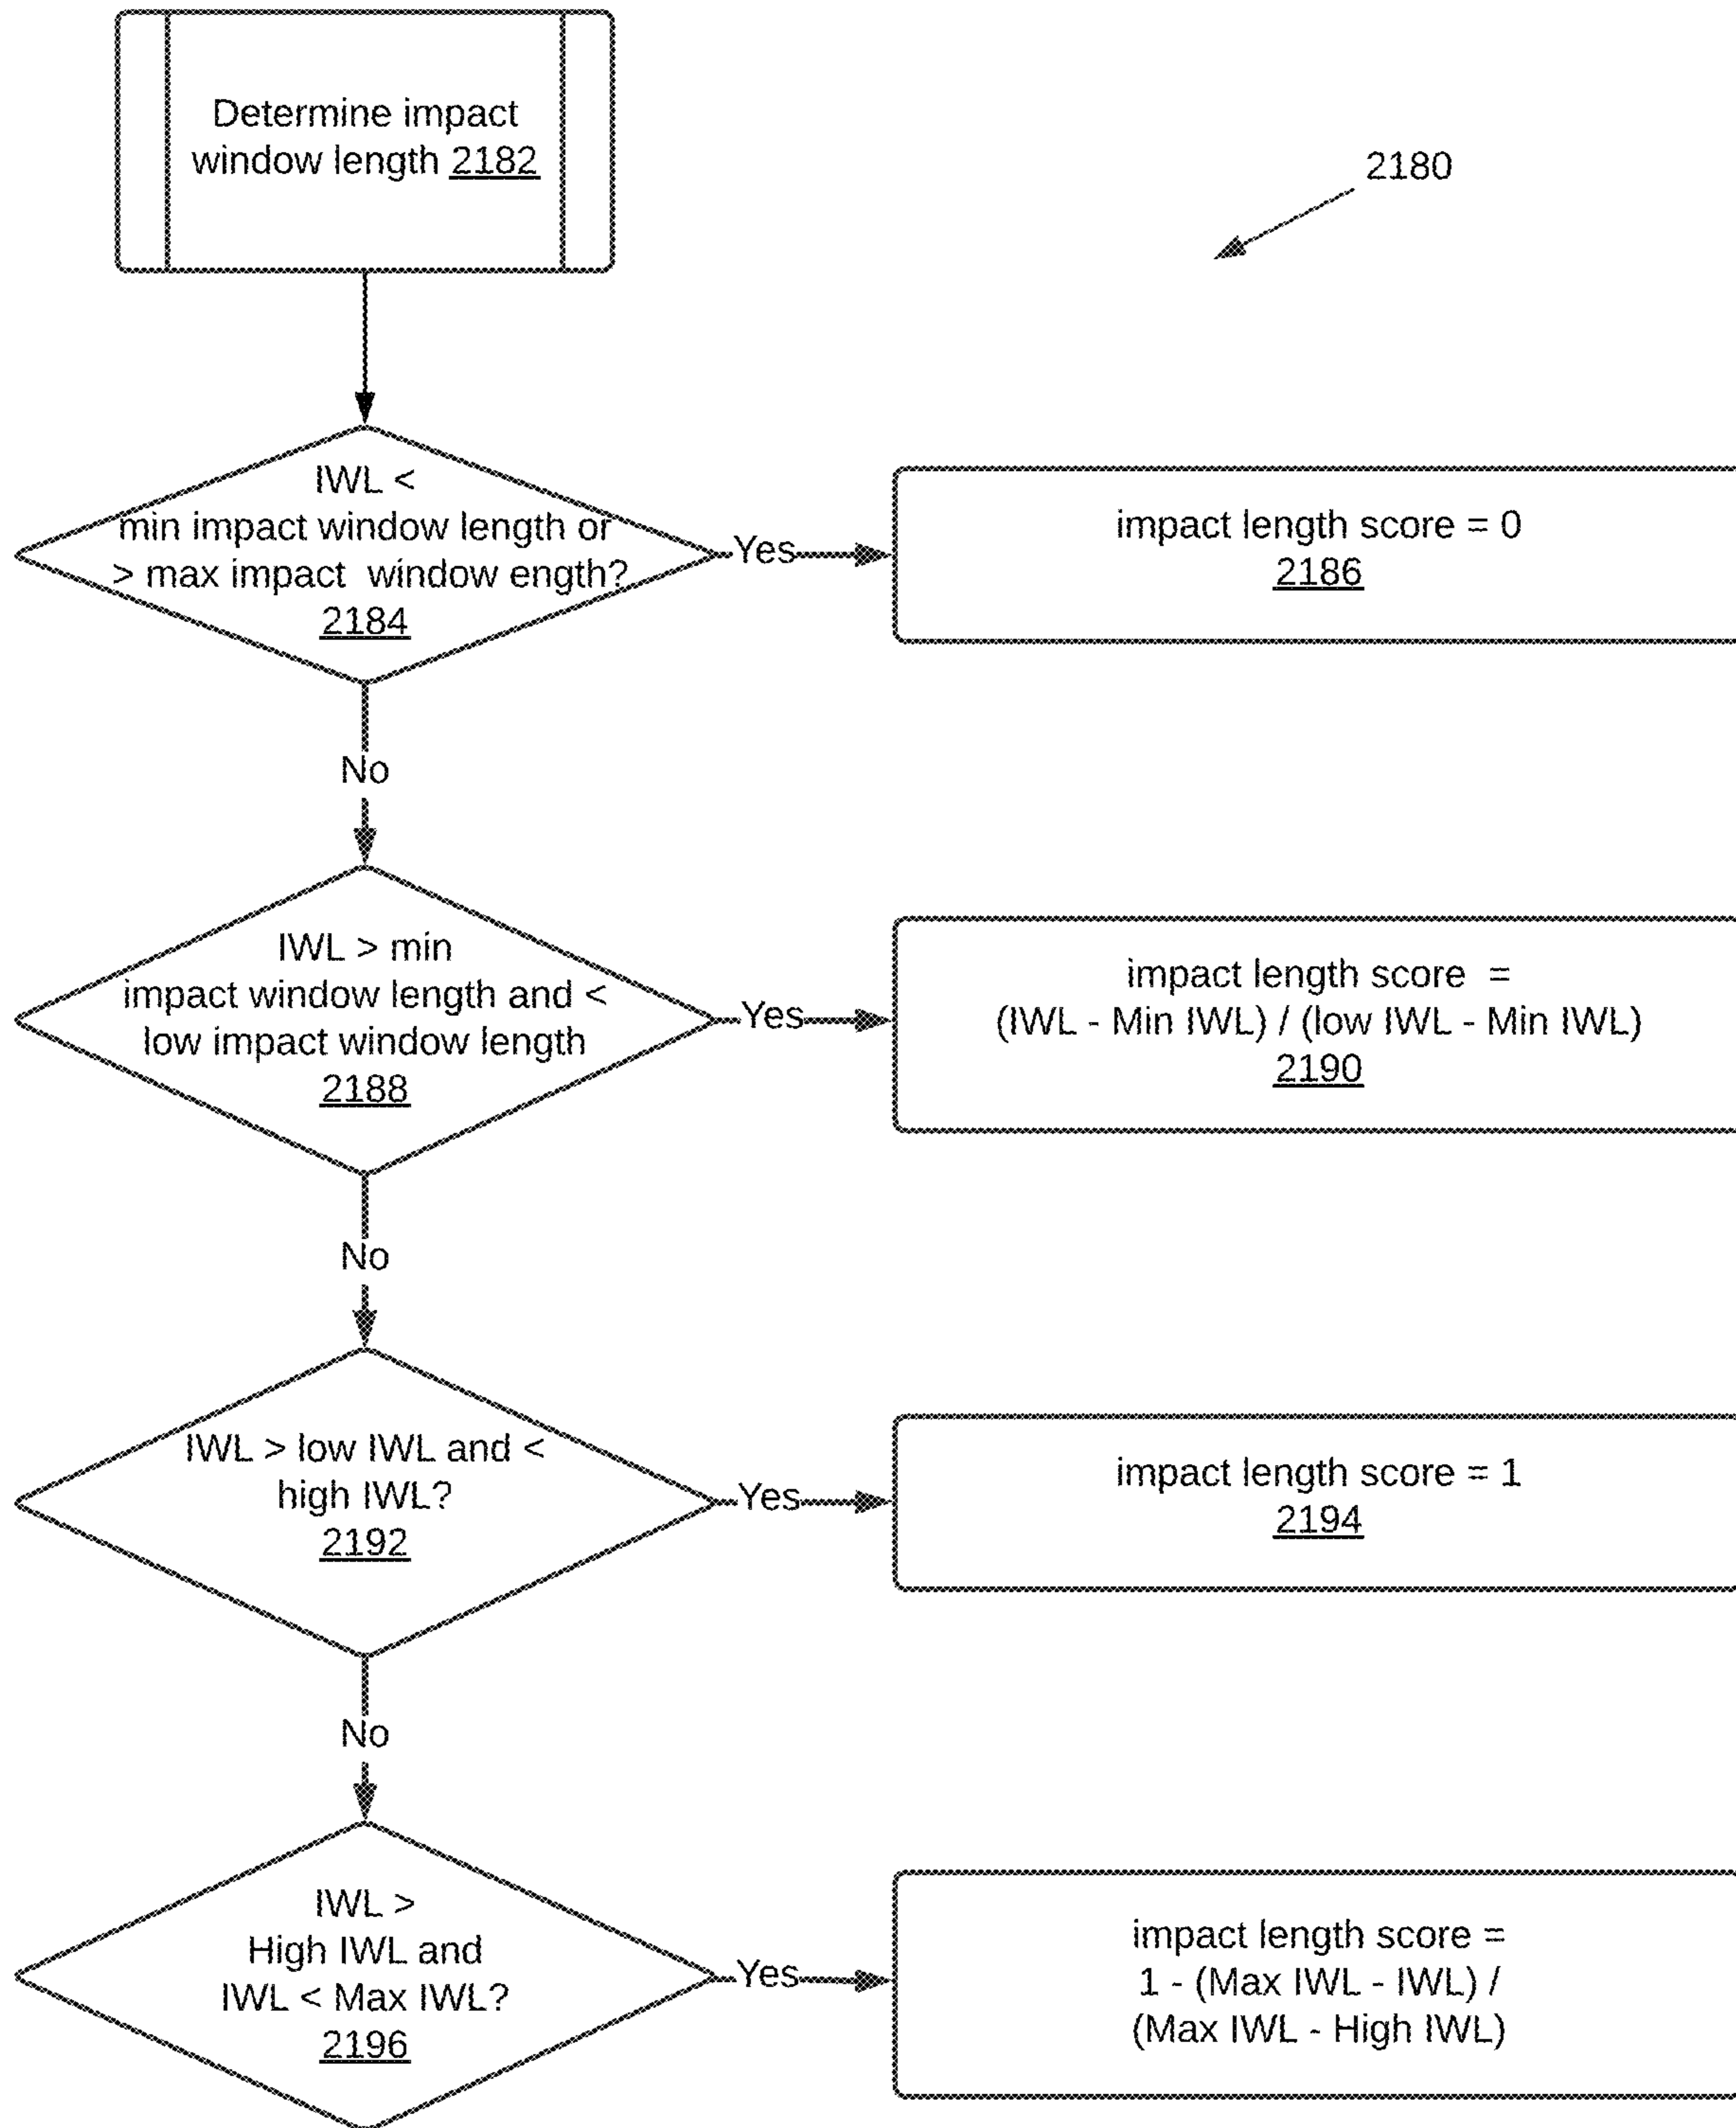 Determine impact
window length 2182
2180
IWL <
min impact window length or
> max impact  window ength?
2184
Yes
impact length score = 0
2186
No
IWL > min
impact window length and <
low impact window length
2188
Yes
impact length score  =
(IWL - Min IWL) / (low IWL - Min IWL)
2190
No
IWL > low IWL and <
high IWL?
2192
Yes
impact length score = 1
2194
No
IWL >
High IWL and
IWL < Max IWL?
2196
Yes
impact length score =
1 - (Max IWL - IWL) /
(Max IWL - High IWL)